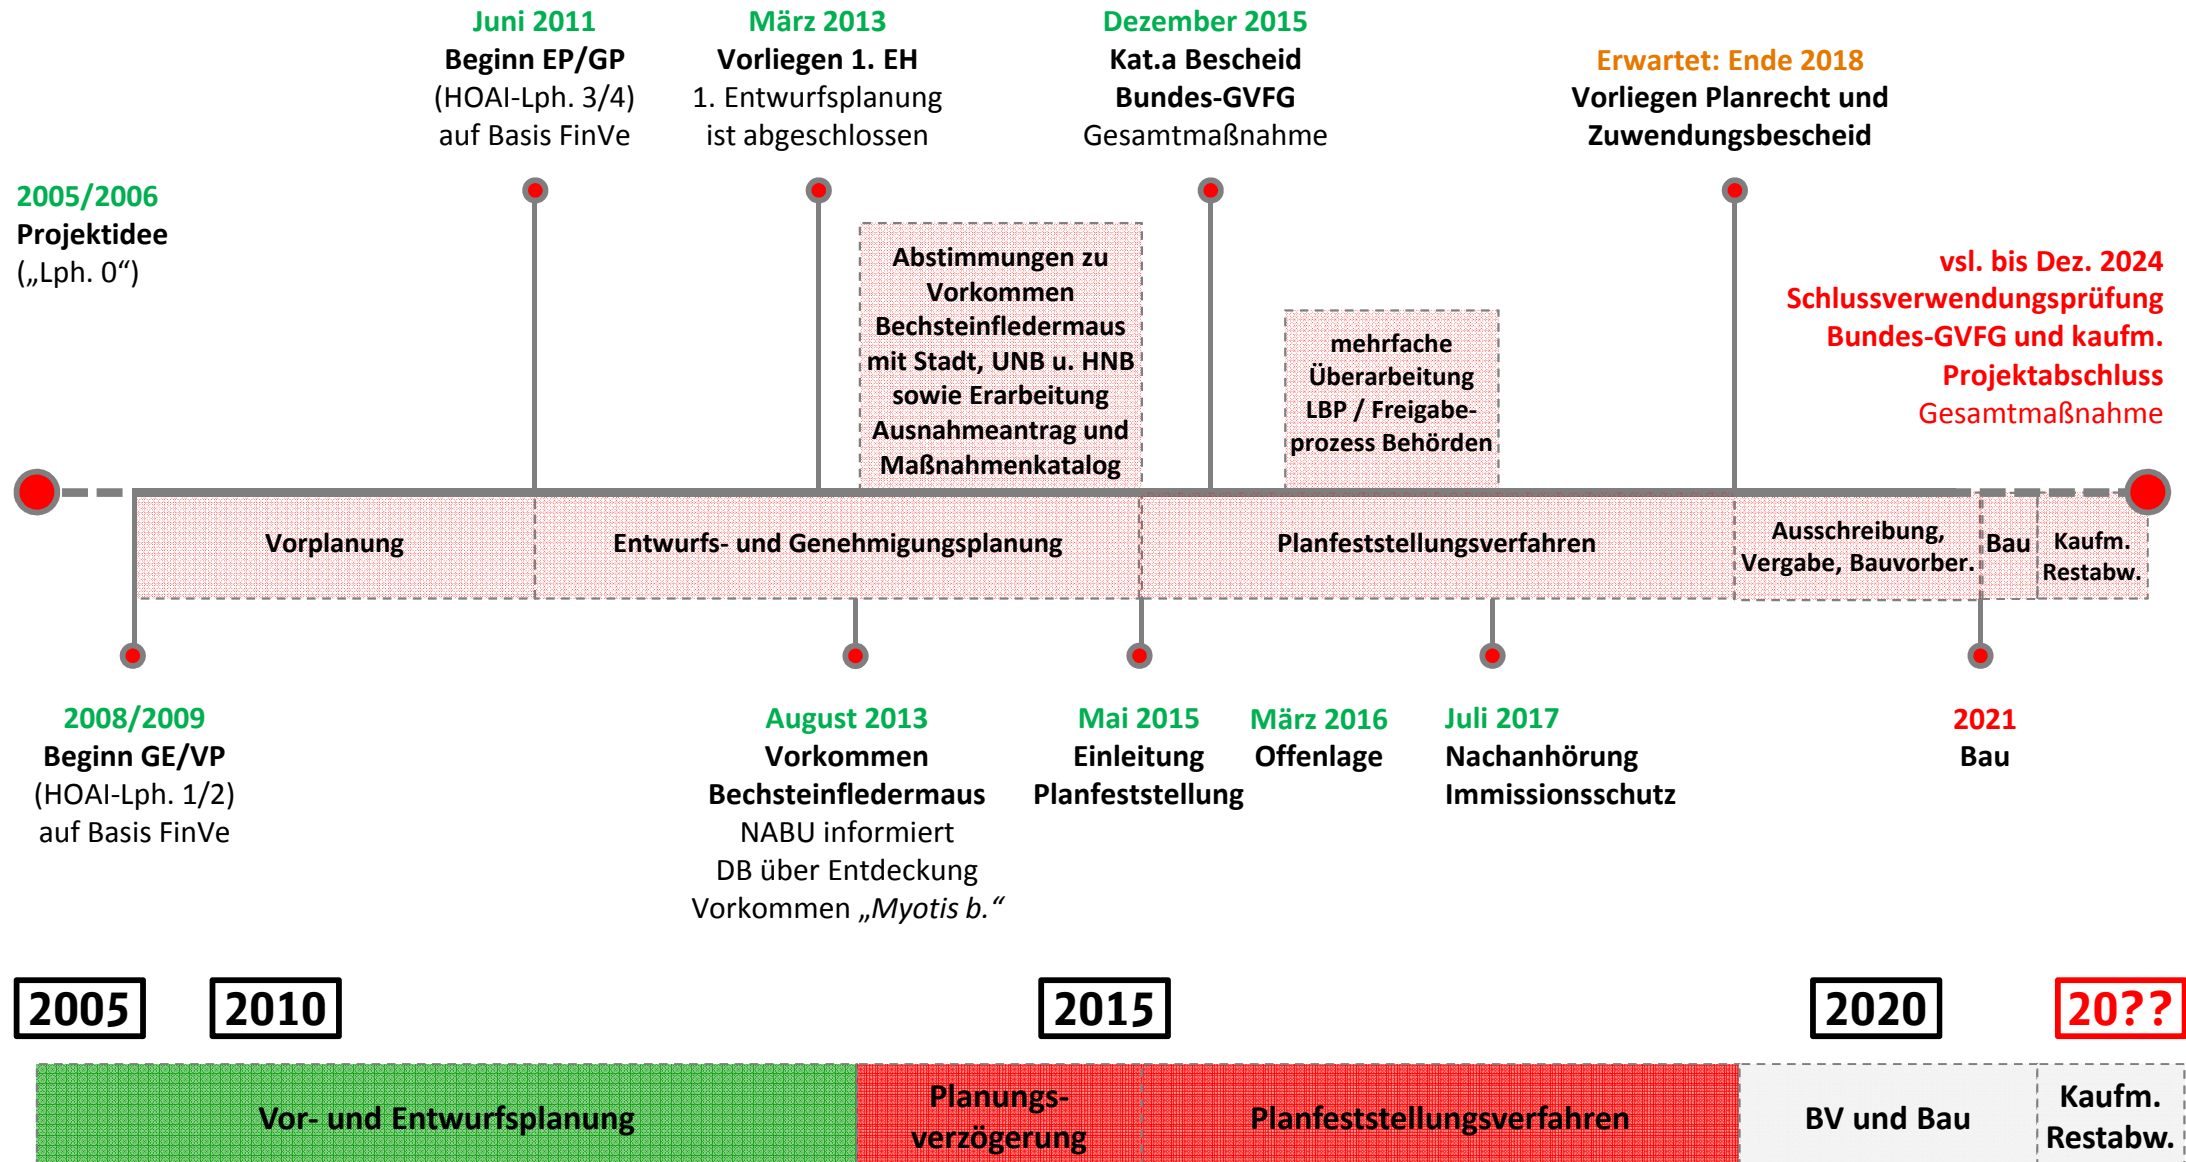 Juni 2011
Beginn EP/GP
(HOAI-Lph. 3/4)
auf Basis FinVe
März 2013
Vorliegen 1. EH
1. Entwurfsplanung
ist abgeschlossen
Dezember 2015
Kat.a Bescheid
Bundes-GVFG
Gesamtmaßnahme
Erwartet: Ende 2018
Vorliegen Planrecht und
Zuwendungsbescheid
2005/2006
Projektidee
(„Lph. 0“)
Abstimmungen zu
Vorkommen
Bechsteinfledermaus
mit Stadt, UNB u. HNB
sowie Erarbeitung
Ausnahmeantrag und
Maßnahmenkatalog
mehrfache
Überarbeitung
LBP / Freigabe-
prozess Behörden
vsl. bis Dez. 2024
Schlussverwendungsprüfung
Bundes-GVFG und kaufm.
Projektabschluss
Gesamtmaßnahme
Vorplanung
Entwurfs- und Genehmigungsplanung
Planfeststellungsverfahren
Ausschreibung,
Vergabe, Bauvorber.
Bau
Kaufm.
Restabw.
2008/2009
Beginn GE/VP
(HOAI-Lph. 1/2)
auf Basis FinVe
August 2013
Vorkommen
Bechsteinfledermaus
NABU informiert
DB über Entdeckung
Vorkommen „Myotis b.“
Mai 2015
Einleitung
Planfeststellung
März 2016
Offenlage
Juli 2017
Nachanhörung
Immissionsschutz
2021
Bau
2005
2010
2015
2020
20??
Vor- und Entwurfsplanung
Planungs-
verzögerung
Planfeststellungsverfahren
BV und Bau
Kaufm.
Restabw.